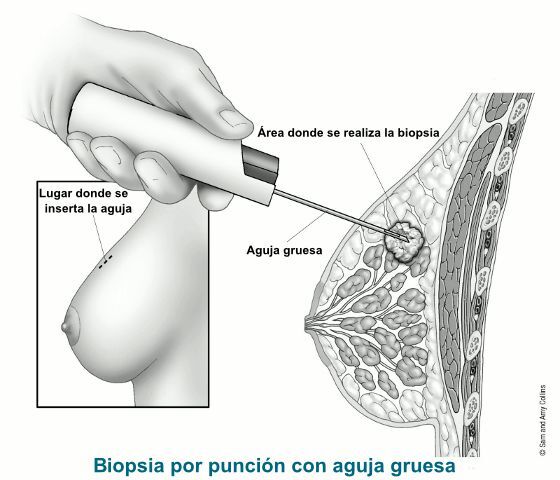 Área donde se realiza la biopsia
Lugar donde se
inserta la aguja
Aguja gruesa
© Sam and Amy Collins
Biopsia por punción con aguja gruesa